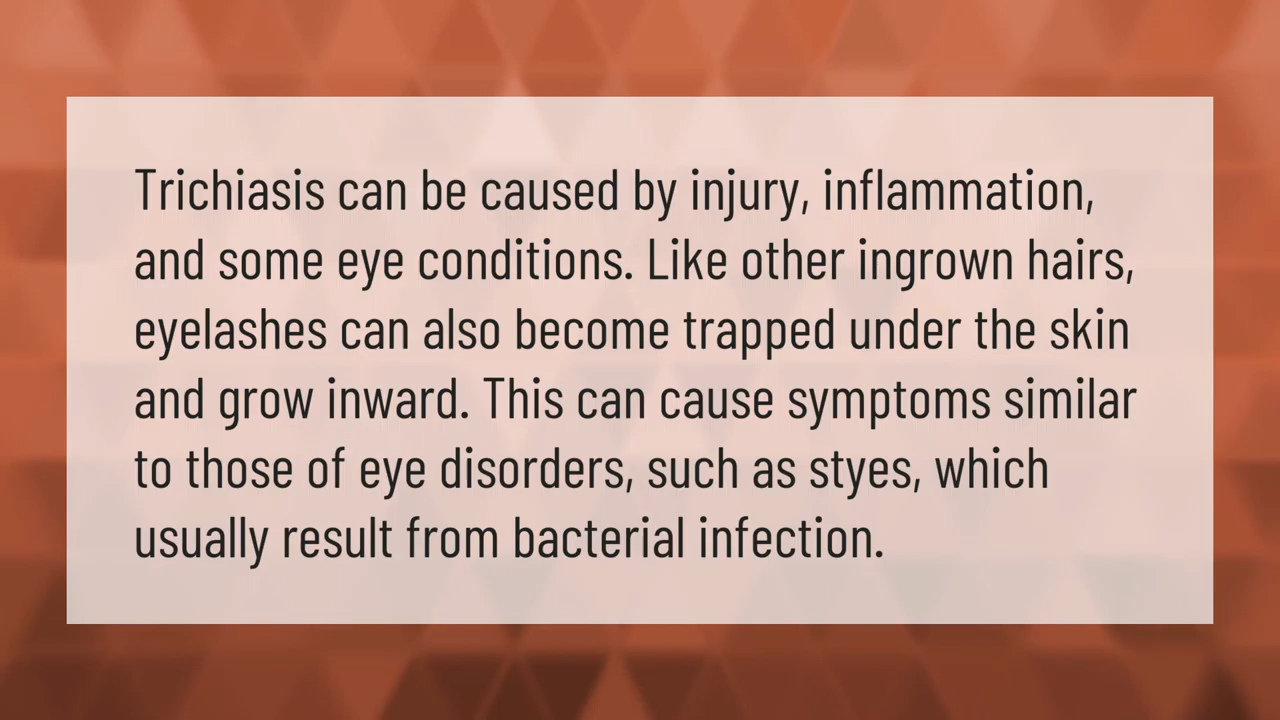 Trichiasis can be caused by injury, inflammation,
and some eye conditions. Like other ingrown hairs,
eyelashes can also become trapped under the skin
and grow inward. This can cause symptoms similar
to those of eye disorders, such as styes, which
usually result from bacterial infection.